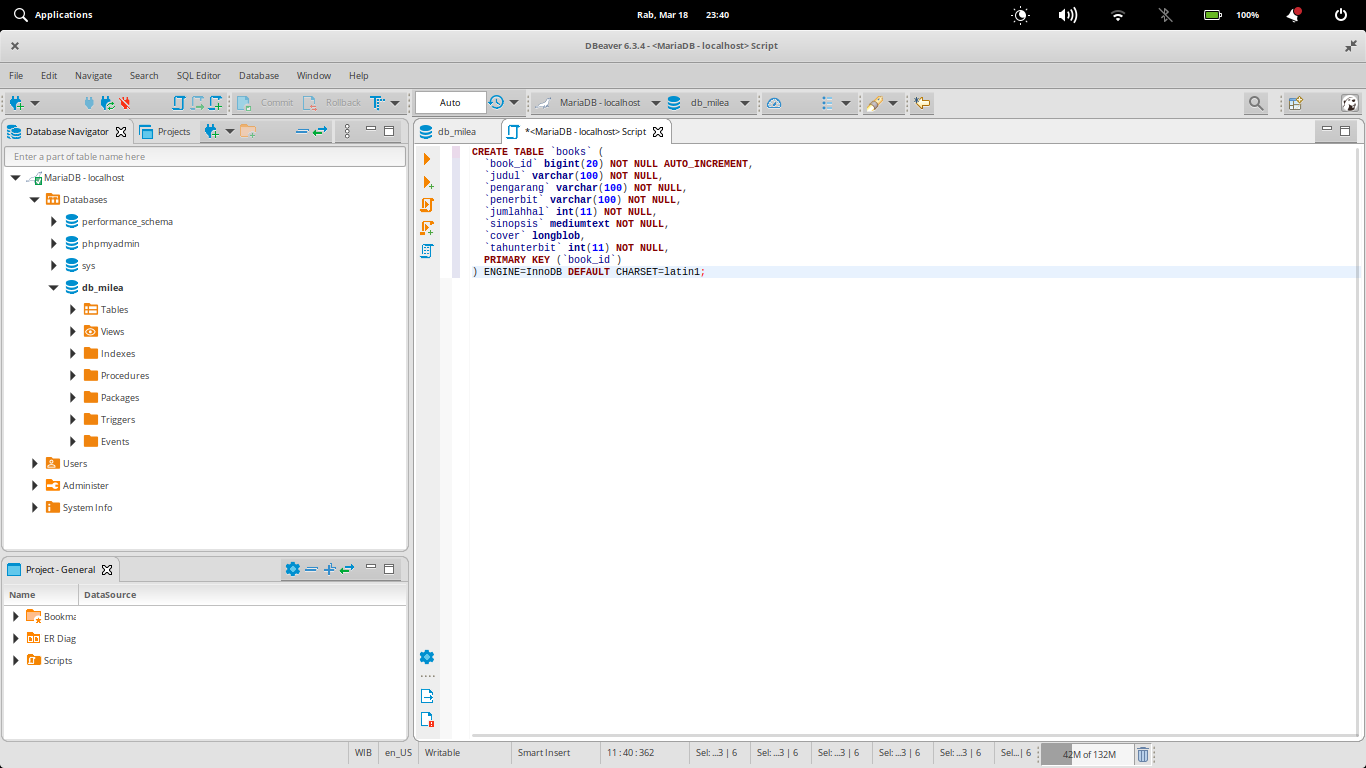 Applications
Rab, Mar 18 23:40
100%
DBeaver 6.3.4 - <MariaDB - localhost> Script
File Edit Navigate Search SQL Editor Database Window Help
Commit Rollback Auto MariaDB - localhost db_milea
Database Navigator Projects
Enter a part of table name here
MariaDB - localhost
Databases
performance_schema
phpmyadmin
sys
db_milea
Tables
Views
Indexes
Procedures
Packages
Triggers
Events
Users
Administer
System Info
Project - General
Name DataSource
Bookma
ER Diag
Scripts
db_milea *<MariaDB - localhost> Script
CREATE TABLE `books` (
`book_id` bigint(20) NOT NULL AUTO_INCREMENT,
`judul` varchar(100) NOT NULL,
`pengarang` varchar(100) NOT NULL,
`penerbit` varchar(100) NOT NULL,
`jumlahhal` int(11) NOT NULL,
`sinopsis` mediumtext NOT NULL,
`cover` longblob,
`tahunterbit` int(11) NOT NULL,
PRIMARY KEY (`book_id`)
) ENGINE=InnoDB DEFAULT CHARSET=latin1;
WIB en_US Writable Smart Insert 11 : 40 : 362 Sel: ...3 | 6 Sel: ...3 | 6 Sel: ...3 | 6 Sel: ...3 | 6 Sel: ...3 | 6 Sel...| 6 42M of 132M